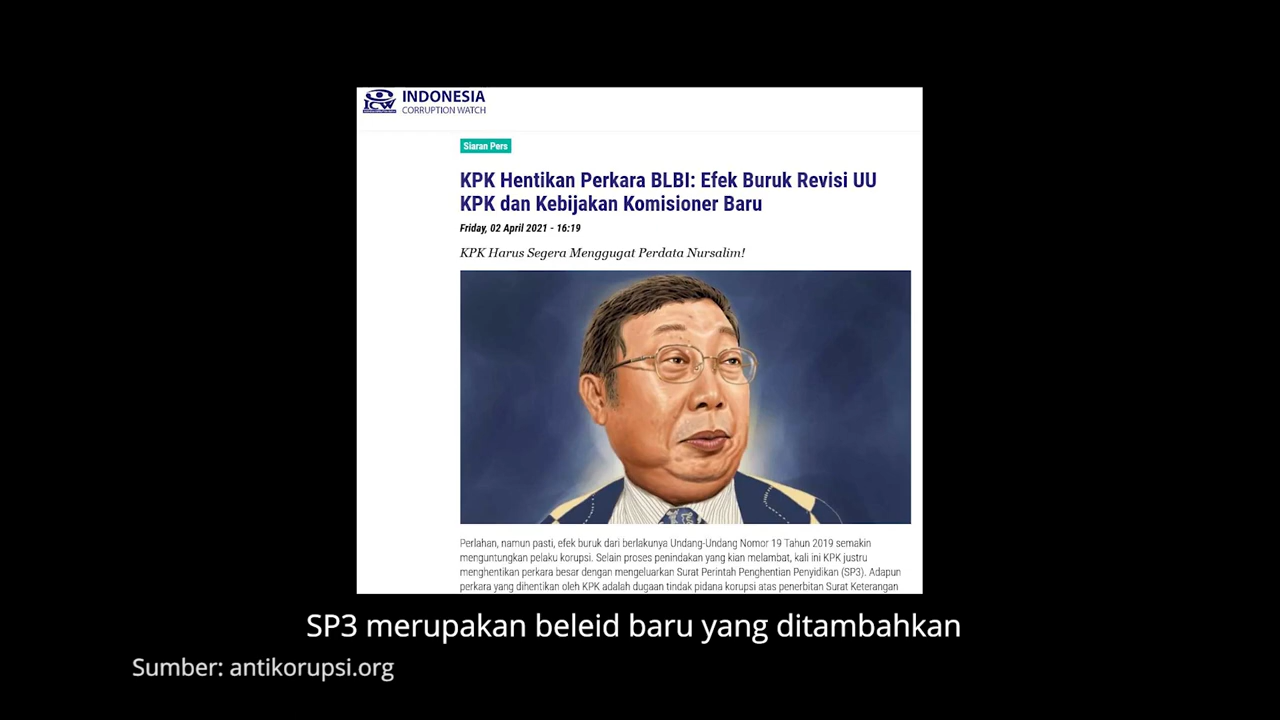 ICW
INDONESIA
CORRUPTION WATCH
Siaran Pers
KPK Hentikan Perkara BLBI: Efek Buruk Revisi UU
KPK dan Kebijakan Komisioner Baru
Friday, 02 April 2021 - 16:19
KPK Harus Segera Menggugat Perdata Nursalim!
Perlahan, namun pasti, efek buruk dari berlakunya Undang-Undang Nomor 19 Tahun 2019 semakin
menguntungkan pelaku korupsi. Selain proses penindakan yang kian melambat, kali ini KPK justru
menghentikan perkara besar dengan mengeluarkan Surat Perintah Penghentian Penyidikan (SP3). Adapun
perkara yang dihentikan oleh KPK adalah dugaan tindak pidana korupsi atas penerbitan Surat Keterangan
SP3 merupakan beleid baru yang ditambahkan
Sumber: antikorupsi.org